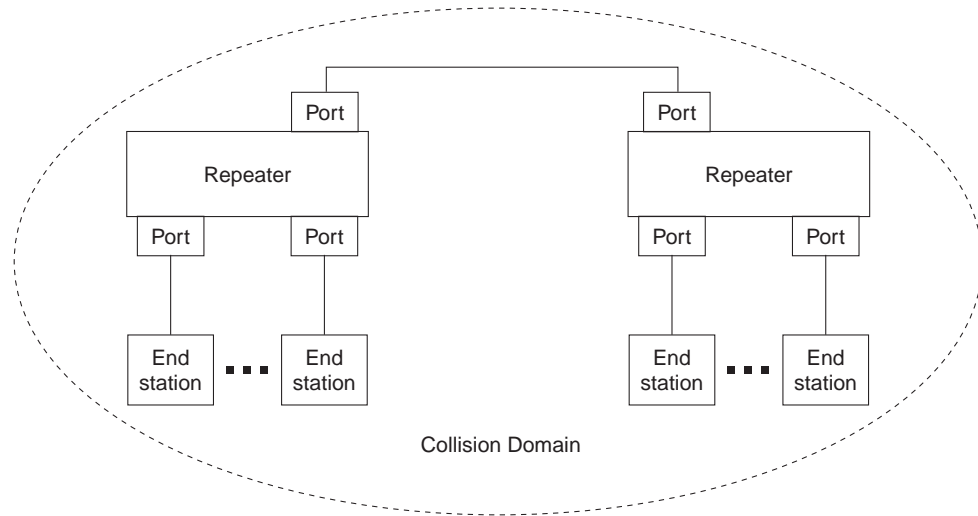 Port
Port
Repeater
Repeater
Port
Port
Port
Port
End
station
End
station
End
station
End
station
Collision Domain